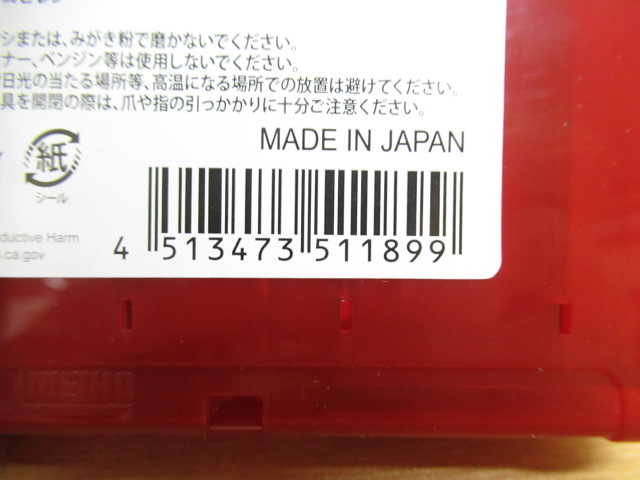 シまたは、みがき粉で磨かないでください。
ナー、ベンジン等は使用しないでください。
日光の当たる場所等、高温になる場所での放置は避けてください。
具を開閉の際は、爪や指の引っかかりに十分ご注意ください。
MADE IN JAPAN
紙
シール
ductive Harm
s.ca.gov
4 513473 511899
MEIHO